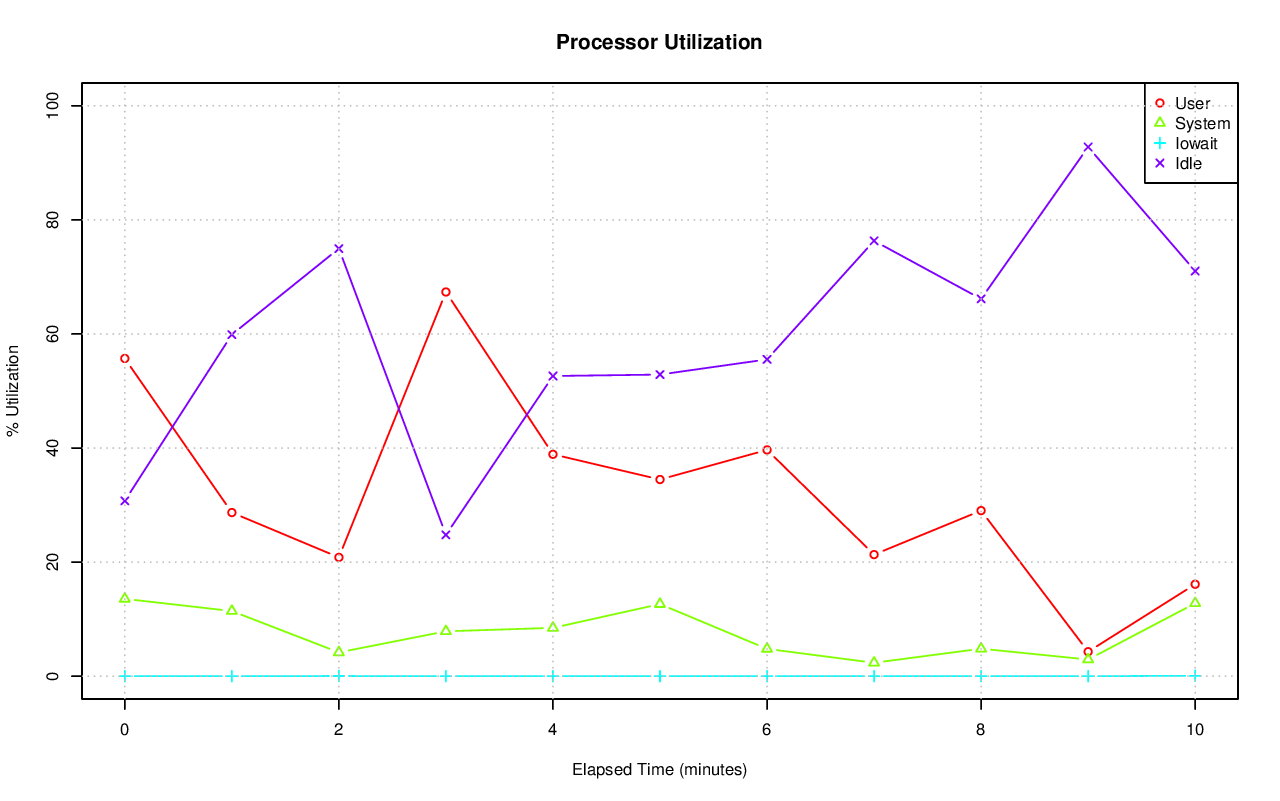 Processor Utilization
User
System
Iowait
Idle
% Utilization
100
80
60
40
20
0
0 2 4 6 8 10
Elapsed Time (minutes)